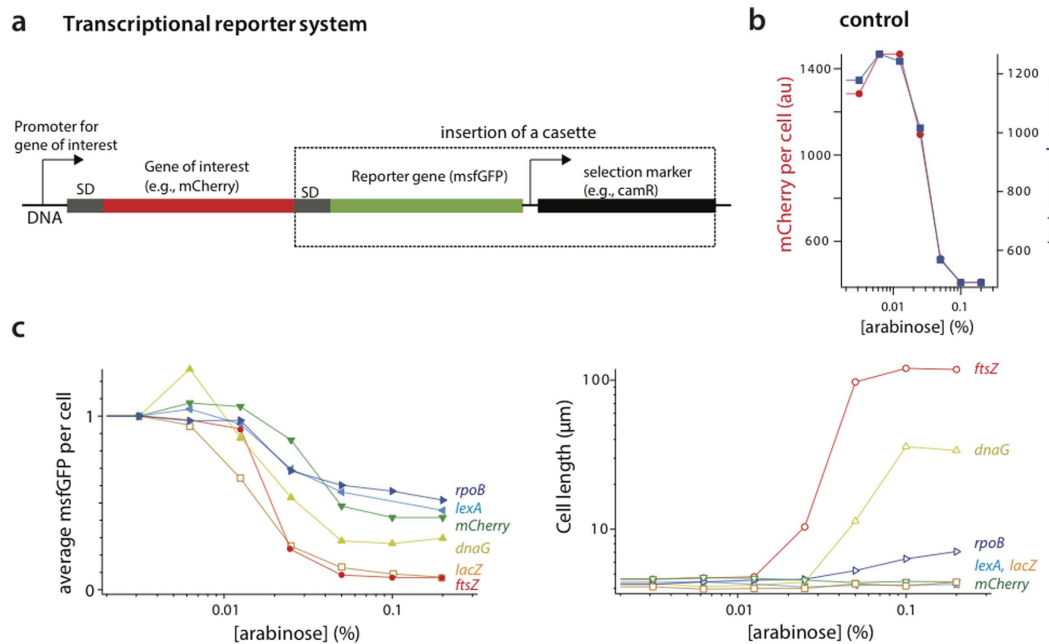 a Transcriptional reporter system
Promoter for
gene of interest
insertion of a casette
Gene of interest
(e.g., mCherry)
Reporter gene (msfGFP)
selection marker
(e.g., camR)
SD
SD
DNA
b control
mCherry per cell (au)
1400
1000
600
1200
1000
800
600
0.01
0.1
[arabinose] (%)
c
average msfGFP per cell
1
0
0.01
0.1
[arabinose] (%)
rpoB
lexA
mCherry
dnaG
lacZ
ftsZ
Cell length (μm)
100
10
0.01
0.1
[arabinose] (%)
ftsZ
dnaG
rpoB
lexA, lacZ
mCherry